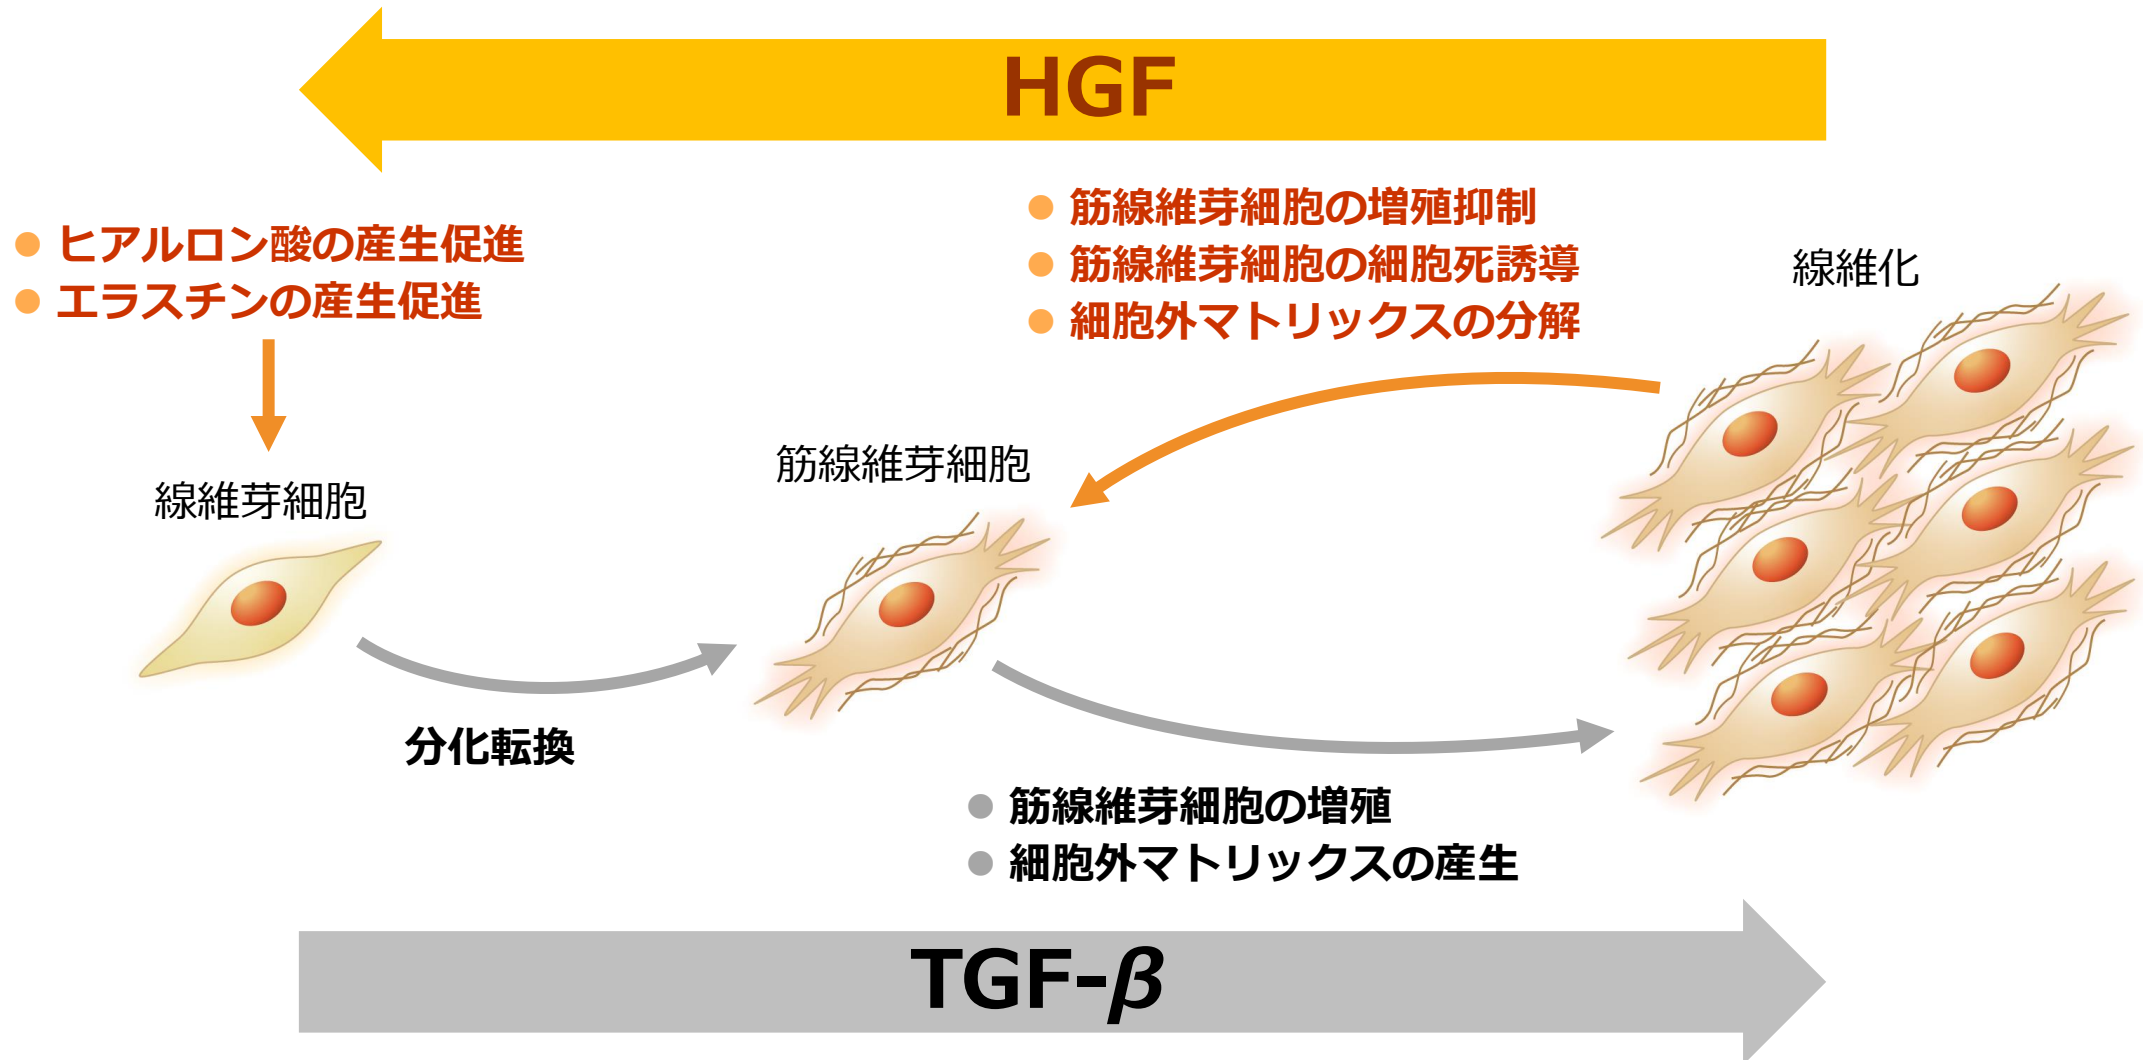 HGF
● ヒアルロン酸の産生促進
● エラスチンの産生促進
● 筋線維芽細胞の増殖抑制
● 筋線維芽細胞の細胞死誘導
● 細胞外マトリックスの分解
線維化
線維芽細胞
筋線維芽細胞
分化転換
● 筋線維芽細胞の増殖
● 細胞外マトリックスの産生
TGF-β